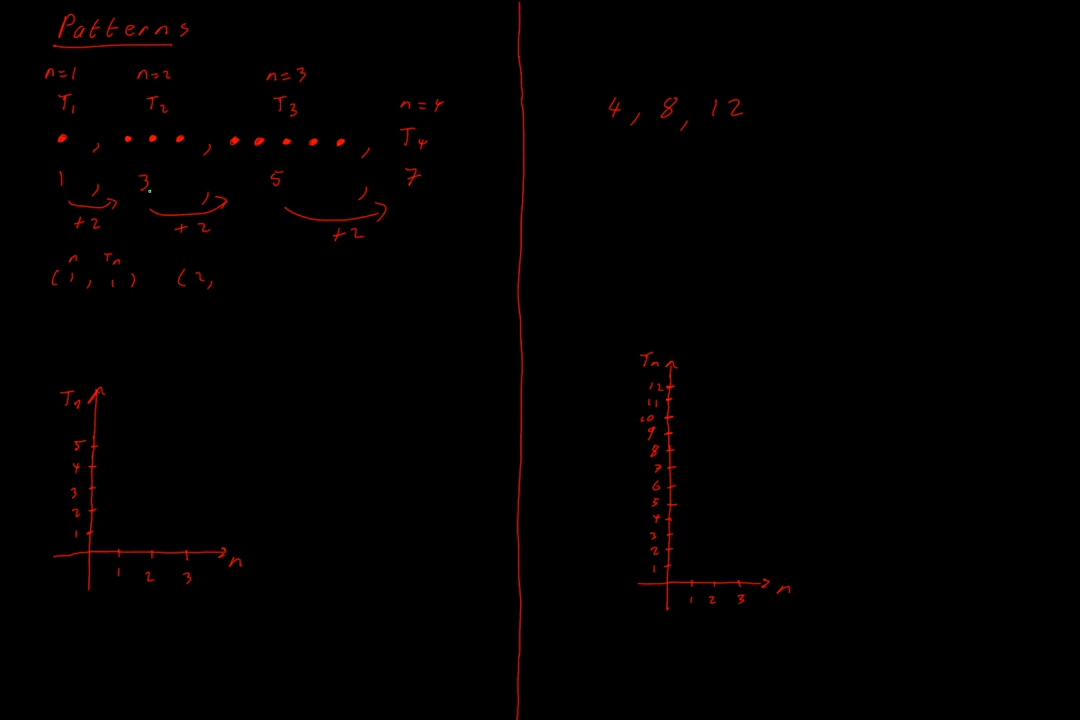 Patterns
n=1 n=2 n=3 n=4
T1 T2 T3 T4
1, 3, 5, 7
+2 +2 +2
n Tn
(1, 1) (2,
Tn
5
4
3
2
1
1 2 3 n
4, 8, 12
Tn
12
11
10
9
8
7
6
5
4
3
2
1
1 2 3 n